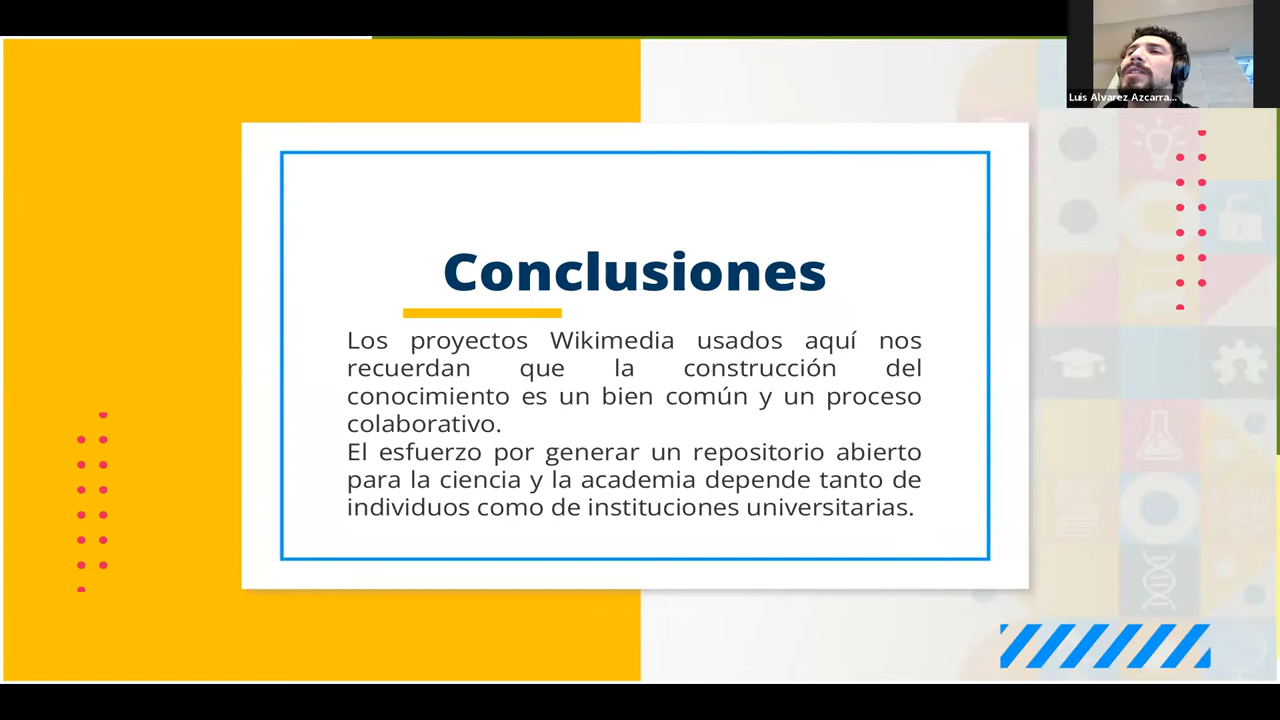 Luis Alvarez Azcarra...
Conclusiones
Los proyectos Wikimedia usados aquí nos
recuerdan que la construcción del
conocimiento es un bien común y un proceso
colaborativo.
El esfuerzo por generar un repositorio abierto
para la ciencia y la academia depende tanto de
individuos como de instituciones universitarias.